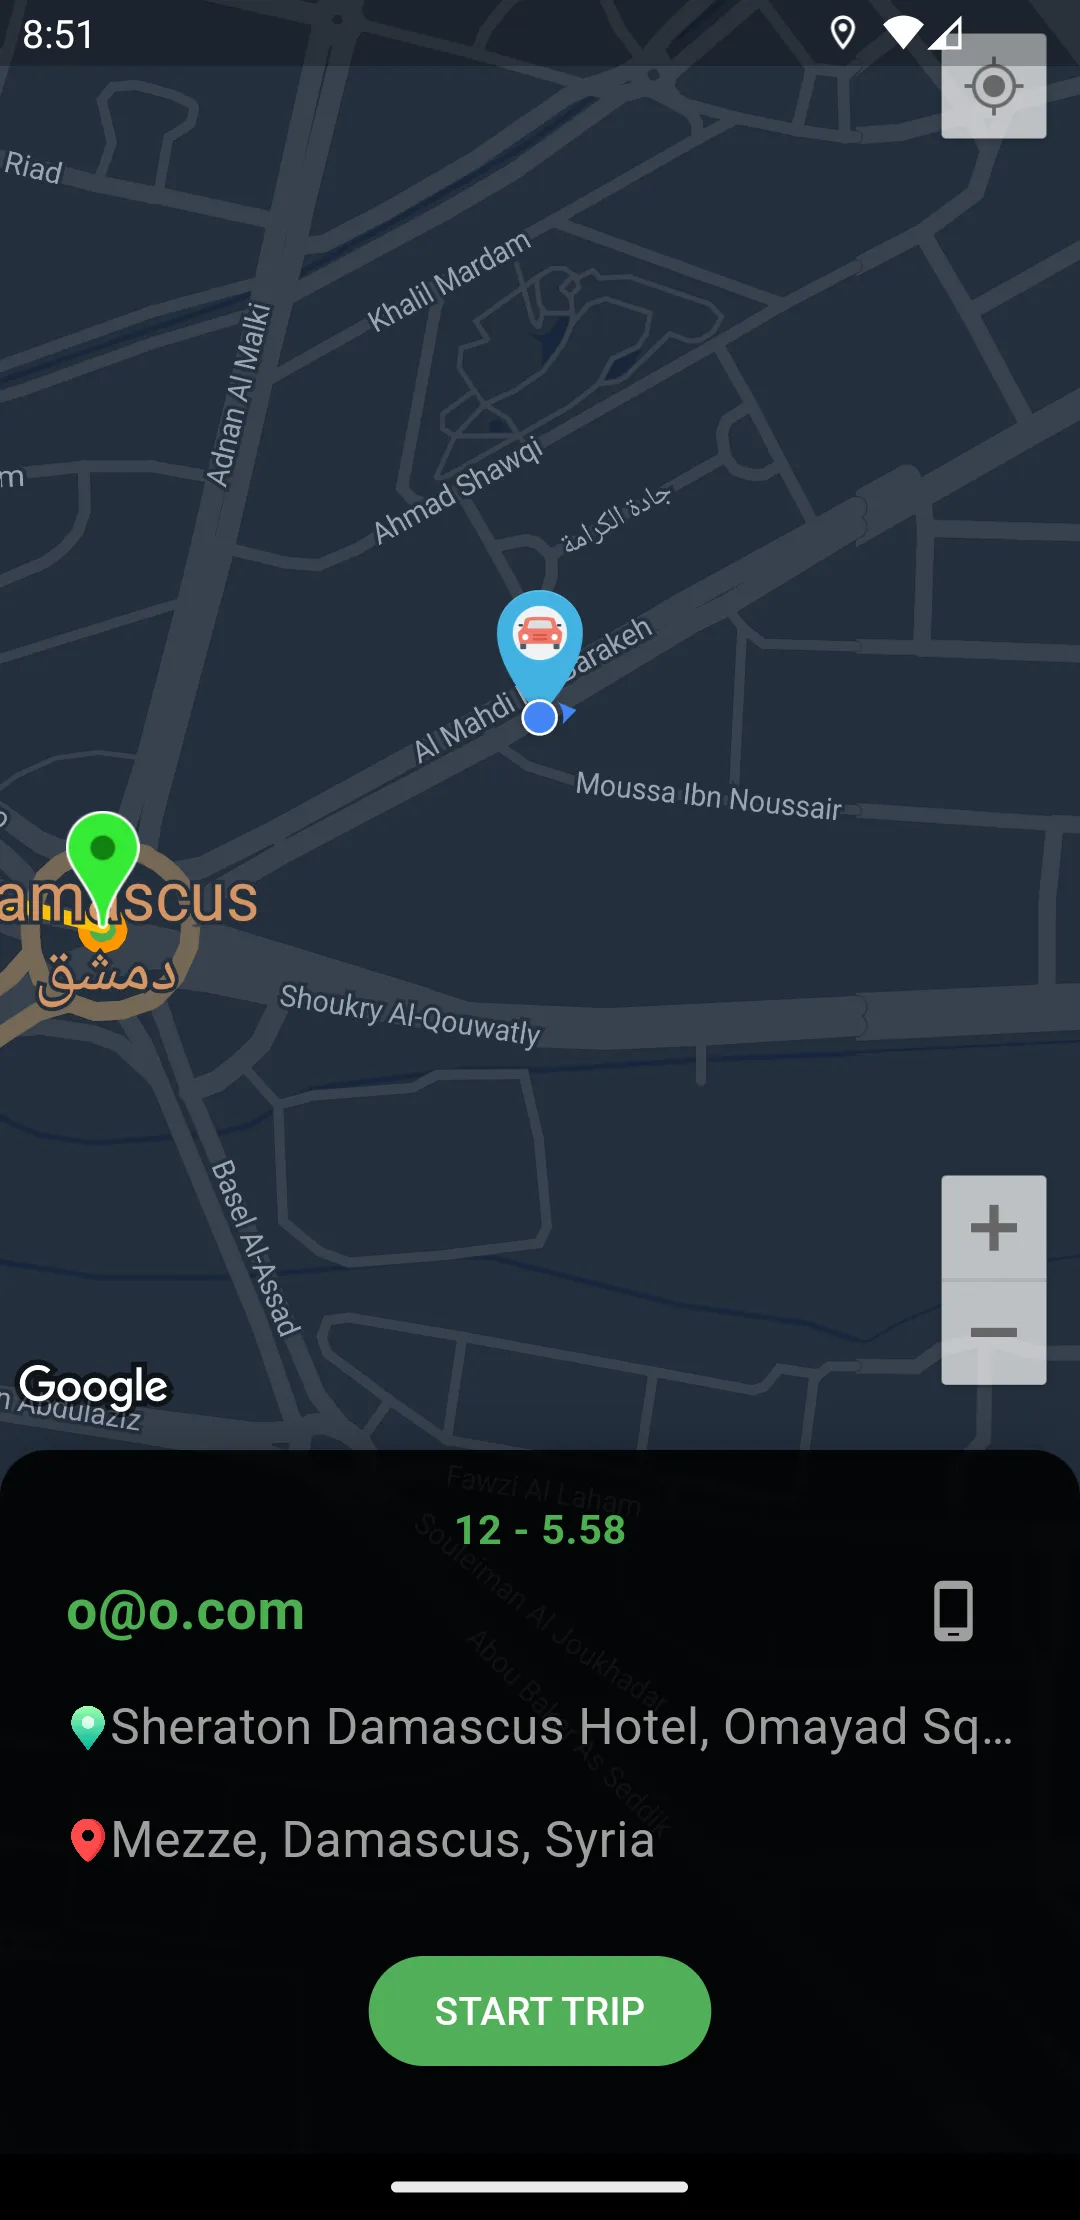 8:51
Riad
Khalil Mardam
Adnan Al Malki
m
Ahmad Shawqi
جادة الكرامة
Al Mahdi
arakeh
Moussa Ibn Noussair
amascus
دمشق
Shoukry Al-Qouwatly
Basel Al-Assad
Google
n Abdulaziz
Fawzi Al Laham
12 - 5.58
Souleiman Al Joukhadar
o@o.com
Abou Baker As Seddik
Sheraton Damascus Hotel, Omayad Sq...
Mezze, Damascus, Syria
START TRIP